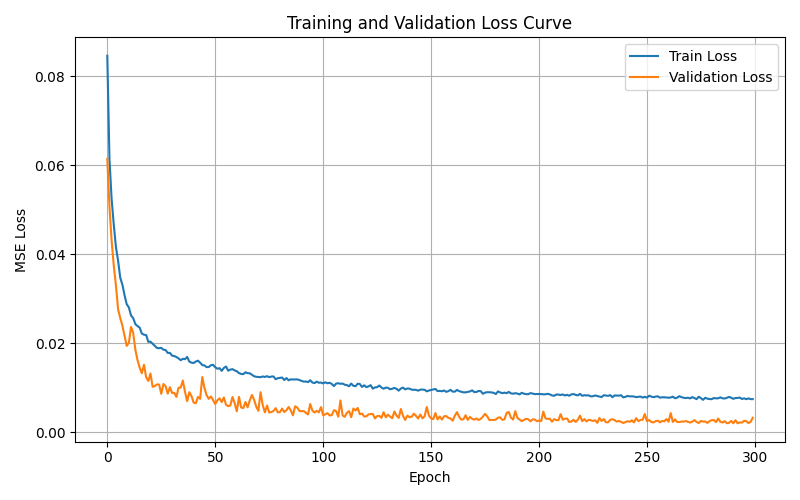 Training and Validation Loss Curve
Train Loss
Validation Loss
0.08
0.06
0.04
0.02
0.00
MSE Loss
0 50 100 150 200 250 300
Epoch